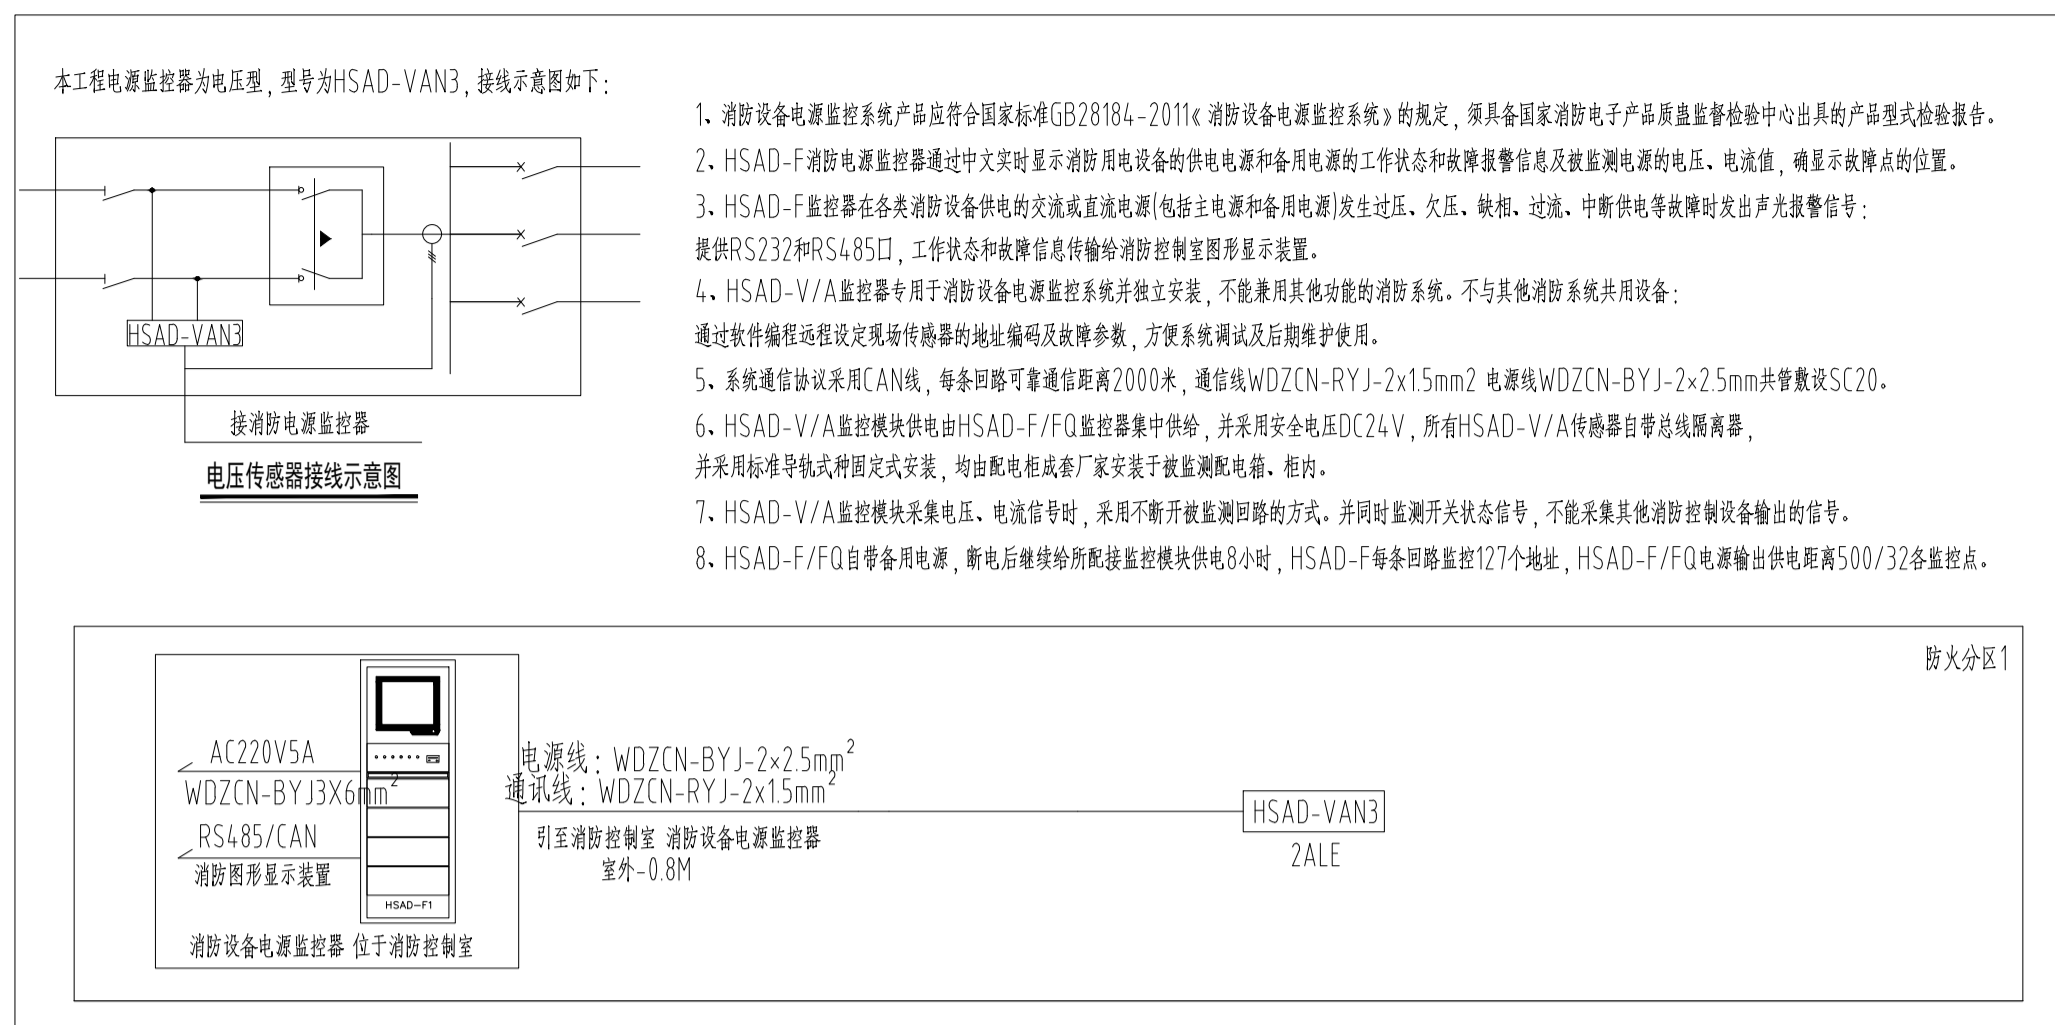 本工程电源监控器为电压型,型号为HSAD-VAN3,接线示意图如下:
HSAD-VAN3
接消防电源监控器
电压传感器接线示意图
1、消防设备电源监控系统产品应符合国家标准GB28184-2011《消防设备电源监控系统》的规定,须具备国家消防电子产品质蛊监督检验中心出具的产品型式检验报告。
2、HSAD-F消防电源监控器通过中文实时显示消防用电设备的供电电源和备用电源的工作状态和故障报警信息及被监测电源的电压、电流值,确显示故障点的位置。
3、HSAD-F监控器在各类消防设备供电的交流或直流电源(包括主电源和备用电源)发生过压、欠压、缺相、过流、中断供电等故障时发出声光报警信号:
提供RS232和RS485口,工作状态和故障信息传输给消防控制室图形显示装置。
4、HSAD-V/A监控器专用于消防设备电源监控系统并独立安装,不能兼用其他功能的消防系统。不与其他消防系统共用设备:
通过软件编程远程设定现场传感器的地址编码及故障参数,方便系统调试及后期维护使用。
5、系统通信协议采用CAN线,每条回路可靠通信距离2000米,通信线WDZCN-RYJ-2x1.5mm2 电源线WDZCN-BYJ-2×2.5mm共管敷设SC20。
6、HSAD-V/A监控模块供电由HSAD-F/FQ监控器集中供给,并采用安全电压DC24V,所有HSAD-V/A传感器自带总线隔离器,
并采用标准导轨式种固定式安装,均由配电柜成套厂家安装于被监测配电箱、柜内。
7、HSAD-V/A监控模块采集电压、电流信号时,采用不断开被监测回路的方式。并同时监测开关状态信号,不能采集其他消防控制设备输出的信号。
8、HSAD-F/FQ自带备用电源,断电后继续给所配接监控模块供电8小时,HSAD-F每条回路监控127个地址,HSAD-F/FQ电源输出供电距离500/32各监控点。
防火分区1
AC220V5A
WDZCN-BYJ3X6mm²
RS485/CAN
消防图形显示装置
HSAD-F1
消防设备电源监控器 位于消防控制室
电源线:WDZCN-BYJ-2×2.5mm²
通讯线:WDZCN-RYJ-2x1.5mm²
引至消防控制室 消防设备电源监控器
室外-0.8M
HSAD-VAN3
2ALE